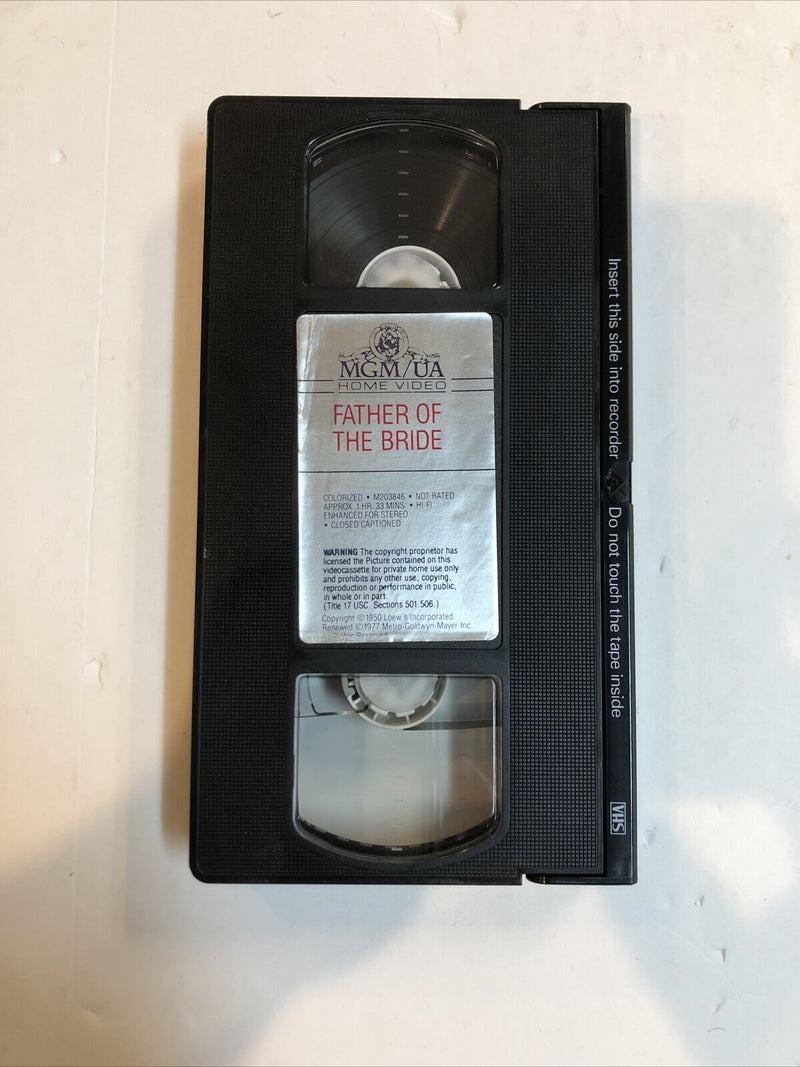 MGM/UA
HOME VIDEO
FATHER OF
THE BRIDE
COLORIZED • M203846 • NOT RATED
APPROX. 1 HR. 33 MINS. • HI-FI
ENHANCED FOR STEREO
• CLOSED CAPTIONED
WARNING The copyright proprietor has
licensed the Picture contained on this
videocassette for private home use only
and prohibits any other use, copying,
reproduction or performance in public,
in whole or in part.
(Title 17 USC. Sections 501.506.)
Copyright ©1950 Loew's Incorporated
Renewed ©1977 Metro-Goldwyn-Mayer Inc.
Rights Reserved
Insert this side into recorder Do not touch the tape inside
VHS